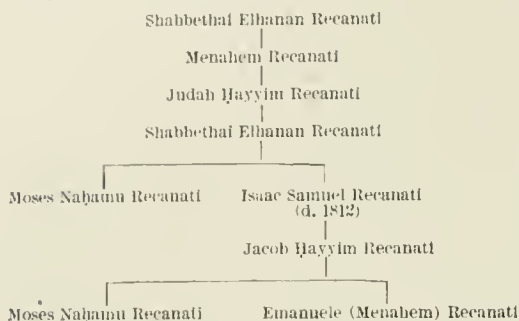 Shabbethai Elhanan Recanati
Menahem Recanati
Judah Ḥayyim Recanati
Shabbethai Elhanan Recanati
Moses Naḥamu Recanati Isaac Samuel Recanati
(d. 1812)
Jacob Ḥayyim Recanati
Moses Naḥamu Recanati Emanuele (Menahem) Recanati